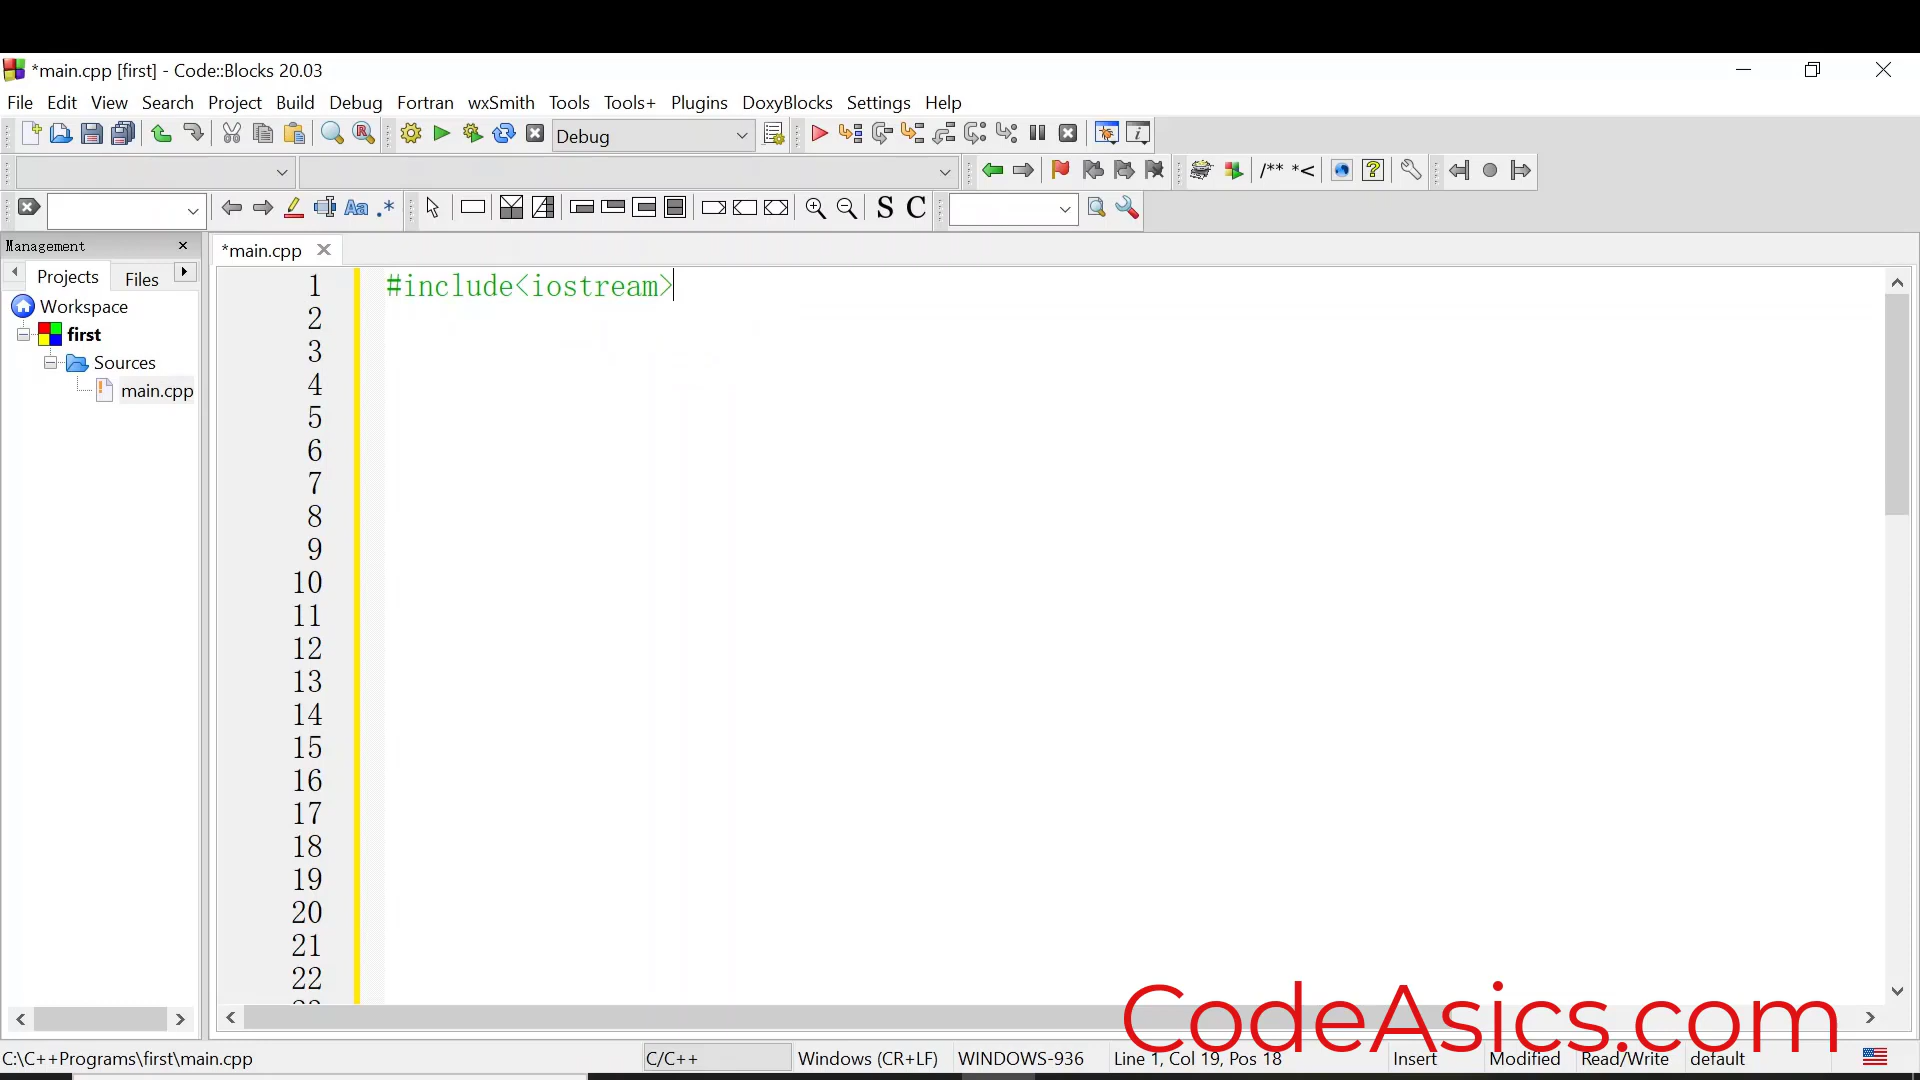 *main.cpp [first] - Code::Blocks 20.03
File Edit View Search Project Build Debug Fortran wxSmith Tools Tools+ Plugins DoxyBlocks Settings Help
Debug
/** *<
Aa .* S C
Management
*main.cpp
Projects Files
Workspace
first
Sources
main.cpp
1 #include<iostream>
2
3
4
5
6
7
8
9
10
11
12
13
14
15
16
17
18
19
20
21
22
CodeAsics.com
C:\C++Programs\first\main.cpp C/C++ Windows (CR+LF) WINDOWS-936 Line 1, Col 19, Pos 18 Insert Modified Read/Write default